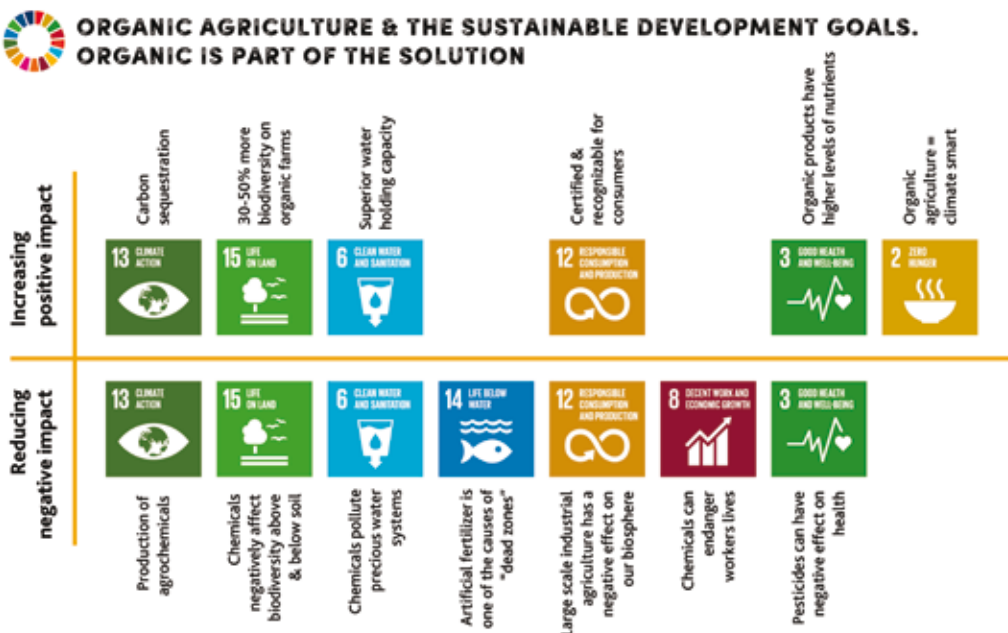 ORGANIC AGRICULTURE & THE SUSTAINABLE DEVELOPMENT GOALS.
ORGANIC IS PART OF THE SOLUTION
Increasing
positive impact
Carbon
sequestration
30-50% more
biodiversity on
organic farms
Superior water
holding capacity
Certified &
recognizable for
consumers
Organic products have
higher levels of nutrients
Organic
agriculture =
climate smart
13 CLIMATE
ACTION
15 LIFE
ON LAND
6 CLEAN WATER
AND SANITATION
12 RESPONSIBLE
CONSUMPTION
AND PRODUCTION
3 GOOD HEALTH
AND WELL-BEING
2 ZERO
HUNGER
Reducing
negative impact
13 CLIMATE
ACTION
15 LIFE
ON LAND
6 CLEAN WATER
AND SANITATION
14 LIFE BELOW
WATER
12 RESPONSIBLE
CONSUMPTION
AND PRODUCTION
8 DECENT WORK AND
ECONOMIC GROWTH
3 GOOD HEALTH
AND WELL-BEING
Production of
agrochemicals
Chemicals
negatively affect
biodiversity above
& below soil
Chemicals pollute
precious water
systems
Artificial fertilizer is
one of the causes of
"dead zones"
Large scale industrial
agriculture has a
negative effect on
our biosphere
Chemicals can
endanger
workers lives
Pesticides can have
negative effect on
health